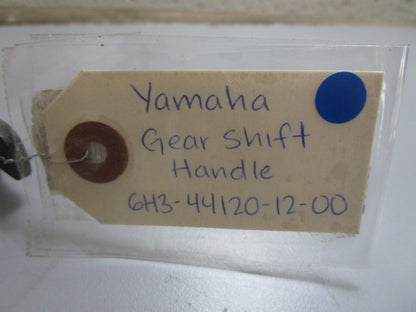 Yamaha
Gear Shift
Handle
6H3-44120-12-00